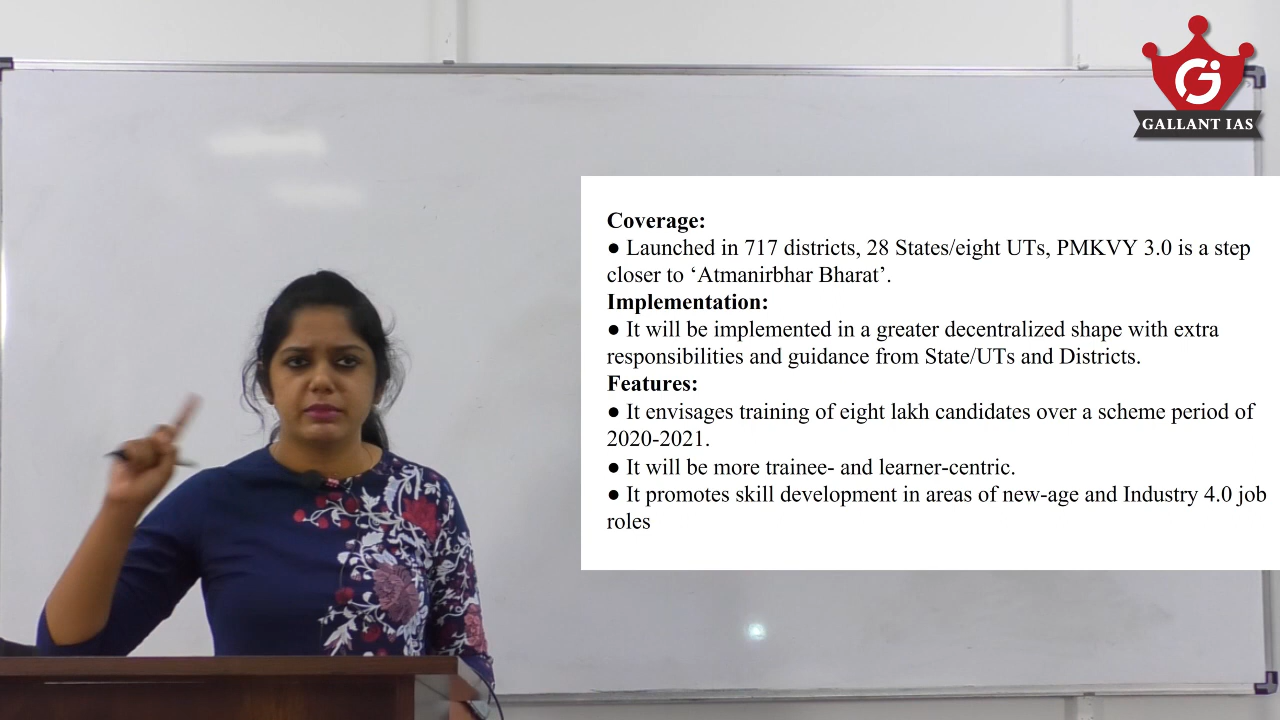 GALLANT IAS
Coverage:
● Launched in 717 districts, 28 States/eight UTs, PMKVY 3.0 is a step
closer to ‘Atmanirbhar Bharat’.
Implementation:
● It will be implemented in a greater decentralized shape with extra
responsibilities and guidance from State/UTs and Districts.
Features:
● It envisages training of eight lakh candidates over a scheme period of
2020-2021.
● It will be more trainee- and learner-centric.
● It promotes skill development in areas of new-age and Industry 4.0 job
roles